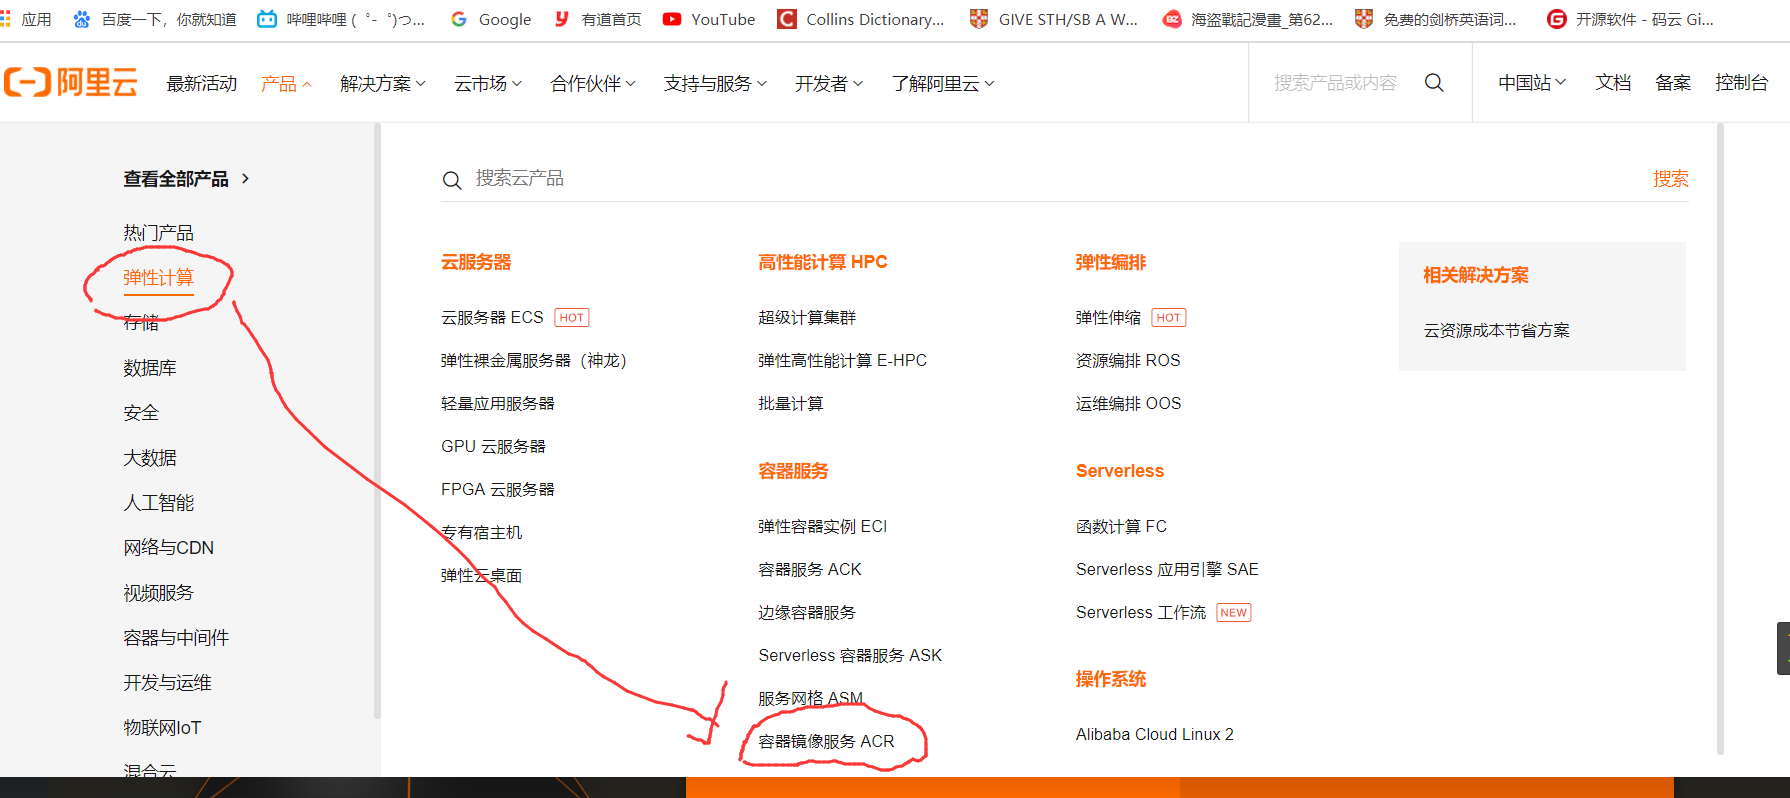 应用 百度一下，你就知道 哔哩哔哩 (゜-゜)つ... Google 有道首页 YouTube Collins Dictionary... GIVE STH/SB A W... 海盗戰記漫畫_第62... 免费的剑桥英语词... 开源软件 - 码云 Gi...
阿里云 最新活动 产品 解决方案 云市场 合作伙伴 支持与服务 开发者 了解阿里云 搜索产品或内容 中国站 文档 备案 控制台
查看全部产品
热门产品
弹性计算
存储
数据库
安全
大数据
人工智能
网络与CDN
视频服务
容器与中间件
开发与运维
物联网IoT
混合云
搜索云产品 搜索
云服务器
云服务器 ECS HOT
弹性裸金属服务器（神龙）
轻量应用服务器
GPU 云服务器
FPGA 云服务器
专有宿主机
弹性云桌面
高性能计算 HPC
超级计算集群
弹性高性能计算 E-HPC
批量计算
容器服务
弹性容器实例 ECI
容器服务 ACK
边缘容器服务
Serverless 容器服务 ASK
服务网格 ASM
容器镜像服务 ACR
弹性编排
弹性伸缩 HOT
资源编排 ROS
运维编排 OOS
Serverless
函数计算 FC
Serverless 应用引擎 SAE
Serverless 工作流 NEW
操作系统
Alibaba Cloud Linux 2
相关解决方案
云资源成本节省方案